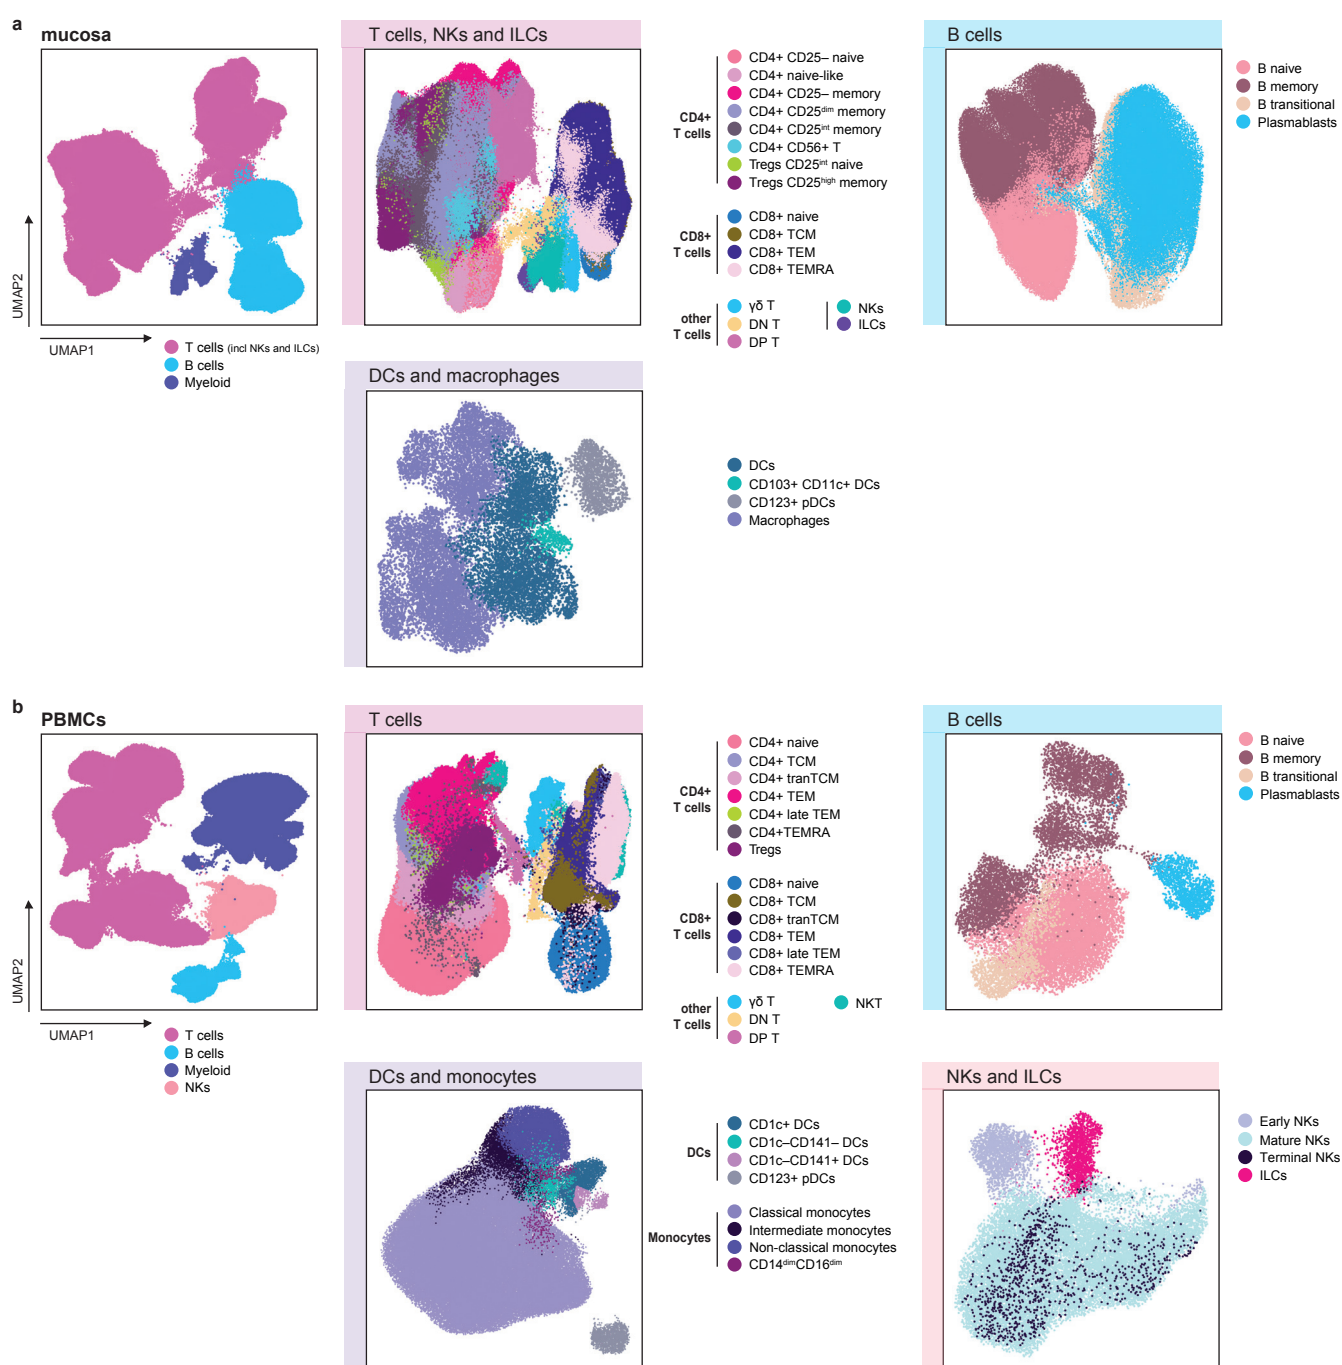 a
mucosa
UMAP2
UMAP1
T cells (incl NKs and ILCs)
B cells
Myeloid
T cells, NKs and ILCs
CD4+
T cells
CD4+ CD25– naive
CD4+ naive-like
CD4+ CD25– memory
CD4+ CD25dim memory
CD4+ CD25int memory
CD4+ CD56+ T
Tregs CD25int naive
Tregs CD25high memory
CD8+
T cells
CD8+ naive
CD8+ TCM
CD8+ TEM
CD8+ TEMRA
other
T cells
γδ T
DN T
DP T
NKs
ILCs
B cells
B naive
B memory
B transitional
Plasmablasts
DCs and macrophages
DCs
CD103+ CD11c+ DCs
CD123+ pDCs
Macrophages
b
PBMCs
UMAP2
UMAP1
T cells
B cells
Myeloid
NKs
T cells
CD4+
T cells
CD4+ naive
CD4+ TCM
CD4+ tranTCM
CD4+ TEM
CD4+ late TEM
CD4+TEMRA
Tregs
CD8+
T cells
CD8+ naive
CD8+ TCM
CD8+ tranTCM
CD8+ TEM
CD8+ late TEM
CD8+ TEMRA
other
T cells
γδ T
DN T
DP T
NKT
B cells
B naive
B memory
B transitional
Plasmablasts
DCs and monocytes
DCs
CD1c+ DCs
CD1c–CD141– DCs
CD1c–CD141+ DCs
CD123+ pDCs
Monocytes
Classical monocytes
Intermediate monocytes
Non-classical monocytes
CD14dimCD16dim
NKs and ILCs
Early NKs
Mature NKs
Terminal NKs
ILCs